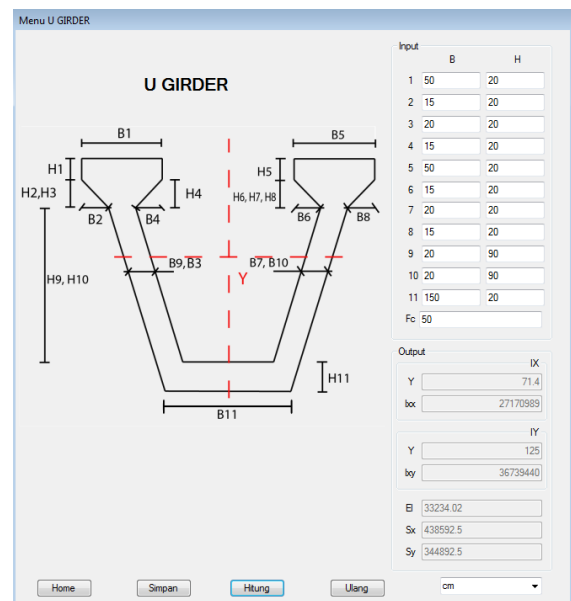 Menu U GIRDER
U GIRDER
B1
B5
H1
H5
H2,H3
H4
H6, H7, H8
B2
B4
B6
B8
B9,B3
B7, B10
Y
H9, H10
H11
B11
Input
B H
1 50 20
2 15 20
3 20 20
4 15 20
5 50 20
6 15 20
7 20 20
8 15 20
9 20 90
10 20 90
11 150 20
Fc 50
Output
IX
Y 71.4
Ixx 27170989
IY
Y 125
Ixy 36739440
EI 33234.02
Sx 438592.5
Sy 344892.5
Home Simpan Hitung Ulang cm